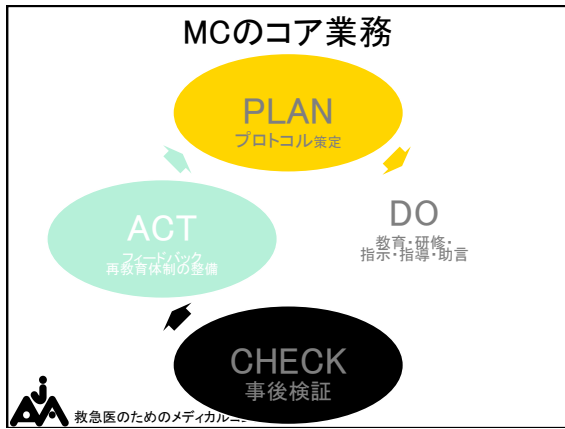 MCのコア業務
PLAN
プロトコル策定
DO
教育・研修・
指示・指導・助言
ACT
フィードバック
再教育体制の整備
CHECK
事後検証
救急医のためのメディカルコ